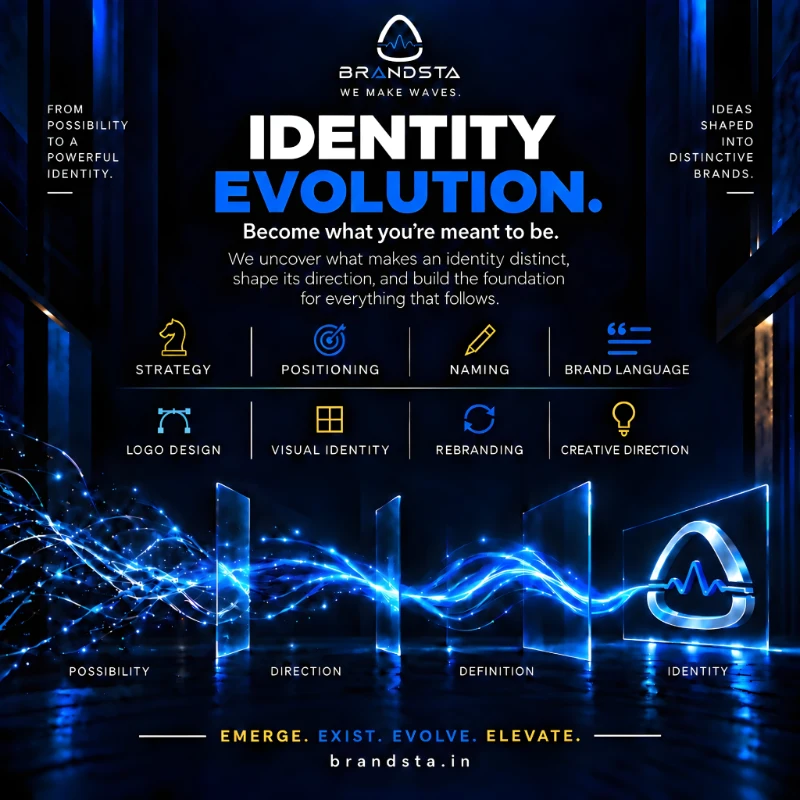 BRANDSTA
WE MAKE WAVES.
FROM
POSSIBILITY
TO A
POWERFUL
IDENTITY.
IDEAS
SHAPED
INTO
DISTINCTIVE
BRANDS.
IDENTITY
EVOLUTION.
Become what you're meant to be.
We uncover what makes an identity distinct,
shape its direction, and build the foundation
for everything that follows.
STRATEGY
POSITIONING
NAMING
BRAND LANGUAGE
LOGO DESIGN
VISUAL IDENTITY
REBRANDING
CREATIVE DIRECTION
POSSIBILITY
DIRECTION
DEFINITION
IDENTITY
EMERGE. EXIST. EVOLVE. ELEVATE.
brandsta.in